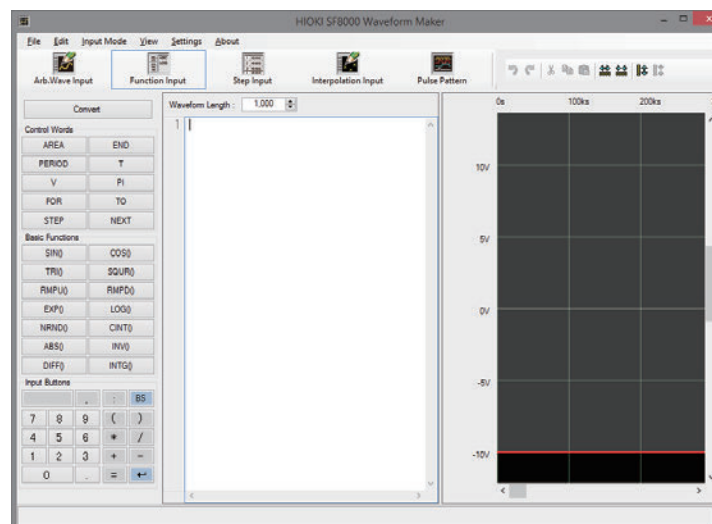 HIOKI SF8000 Waveform Maker
File Edit Input Mode View Settings About
Arb.Wave Input Function Input Step Input Interpolation Input Pulse Pattern
Convert
Waveform Length : 1,000
0s 100ks 200ks
1
Control Words
AREA END
PERIOD T
V PI
FOR TO
STEP NEXT
Basic Functions
SIN() COS()
TRI() SQUR()
RMPU() RMPD()
EXP() LOG()
NRND() CINT()
ABS() INV()
DIFF() INTG()
Input Buttons
, : BS
7 8 9 ( )
4 5 6 * /
1 2 3 + -
0 . = ↵
10V
5V
0V
-5V
-10V